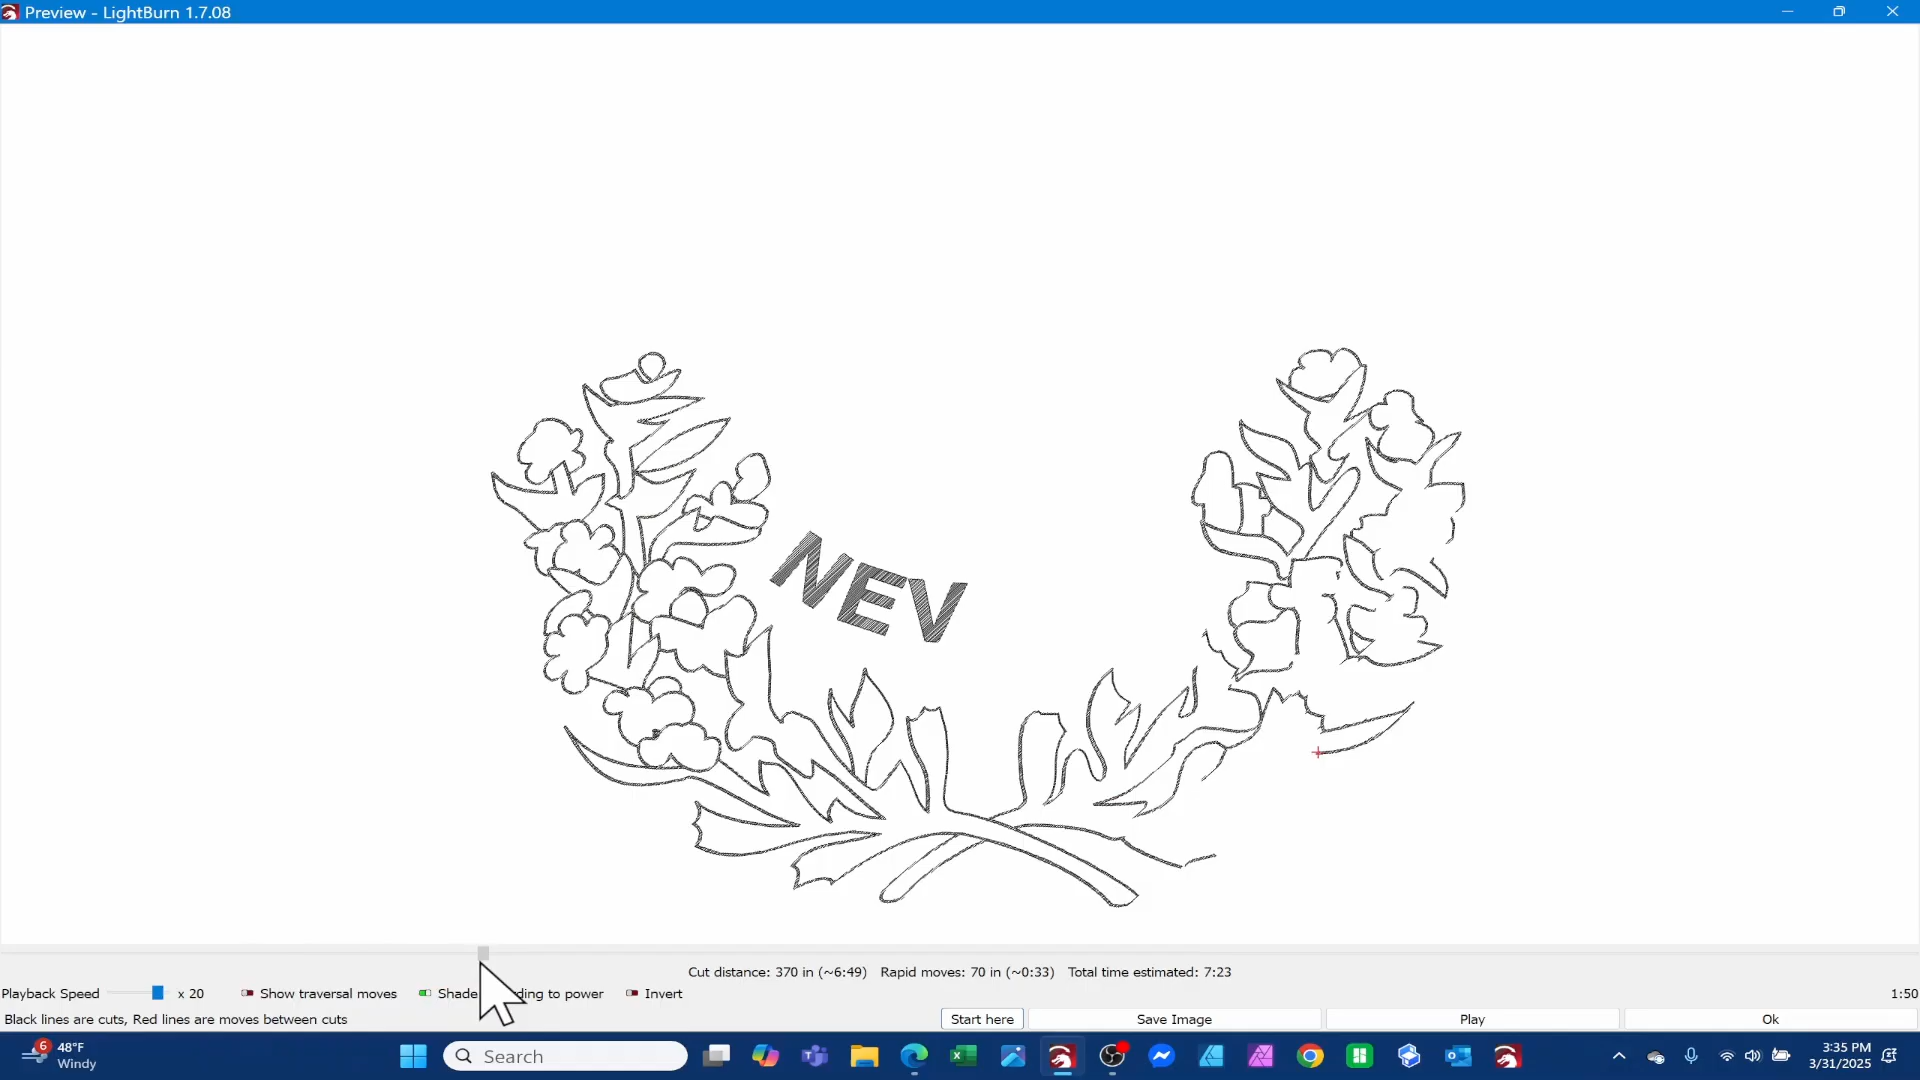 Preview - LightBurn 1.7.08
NEV
Cut distance: 370 in (~6:49) Rapid moves: 70 in (~0:33) Total time estimated: 7:23
Playback Speed x 20 Show traversal moves Shade ding to power Invert 1:50
Black lines are cuts, Red lines are moves between cuts Start here Save Image Play Ok
6 48°F Search 3:35 PM
Windy 3/31/2025